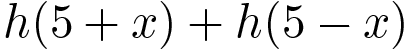 h(5 + x) + h(5 − x)